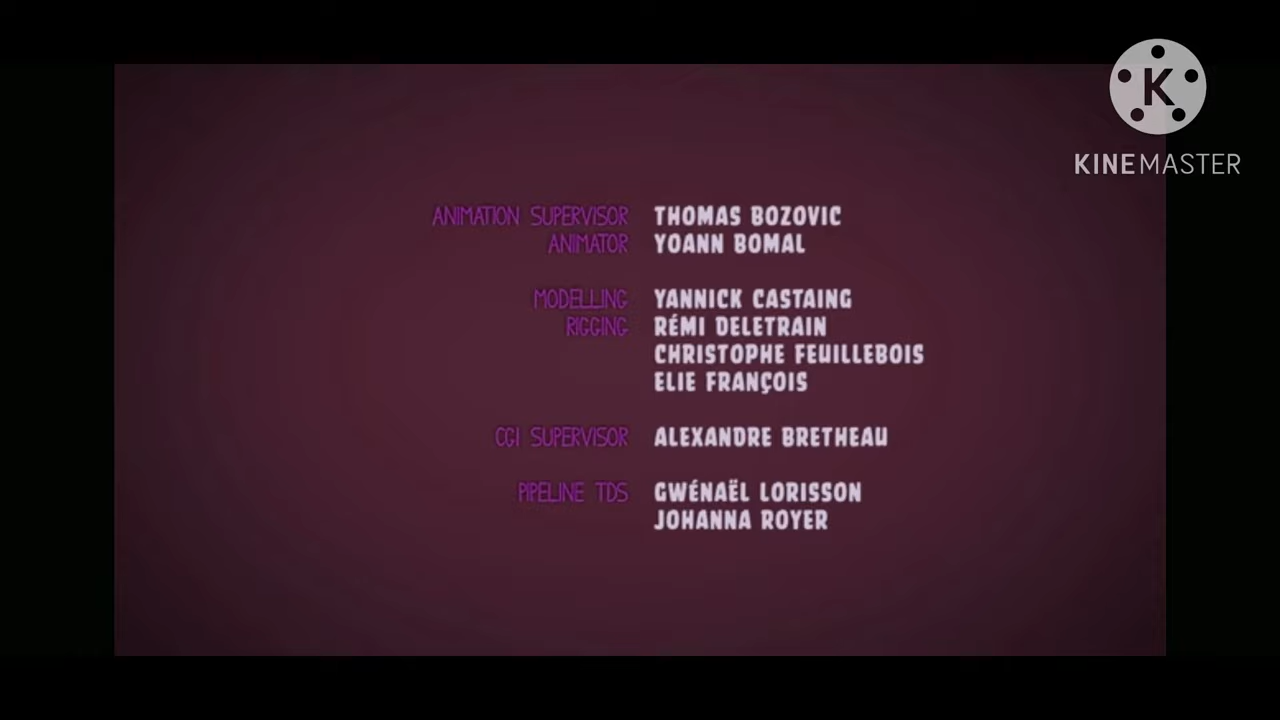 K
KINEMASTER
ANIMATION SUPERVISOR THOMAS BOZOVIC
ANIMATOR YOANN BOMAL
MODELLING YANNICK CASTAING
RIGGING RÉMI DELETRAIN
CHRISTOPHE FEUILLEBOIS
ELIE FRANÇOIS
CGI SUPERVISOR ALEXANDRE BRETHEAU
PIPELINE TDS GWÉNAËL LORISSON
JOHANNA ROYER